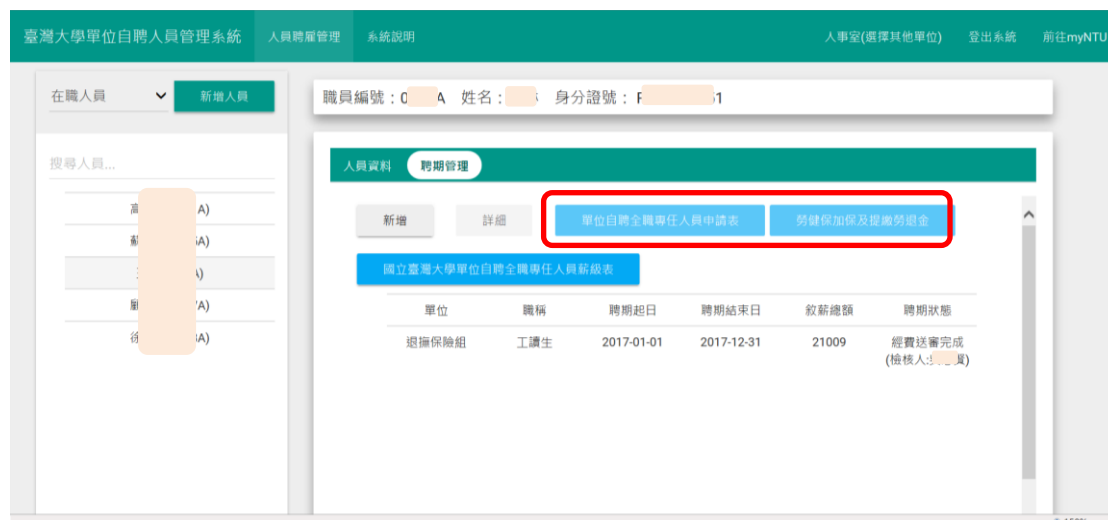 臺灣大學單位自聘人員管理系統 人員聘雇管理 系統說明 人事室(選擇其他單位) 登出系統 前往myNTU
在職人員 新增人員
職員編號：0 A 姓名： 身分證號： F 51
搜尋人員...
人員資料 聘期管理
A)
A)
A)
A)
A)
新增 詳細 單位自聘全職專任人員申請表 勞健保加保及提繳勞退金
國立臺灣大學單位自聘全職專任人員薪級表
單位 職稱 聘期起日 聘期結束日 敘薪總額 聘期狀態
退撫保險組 工讀生 2017-01-01 2017-12-31 21009 經費送審完成
(檢核人: